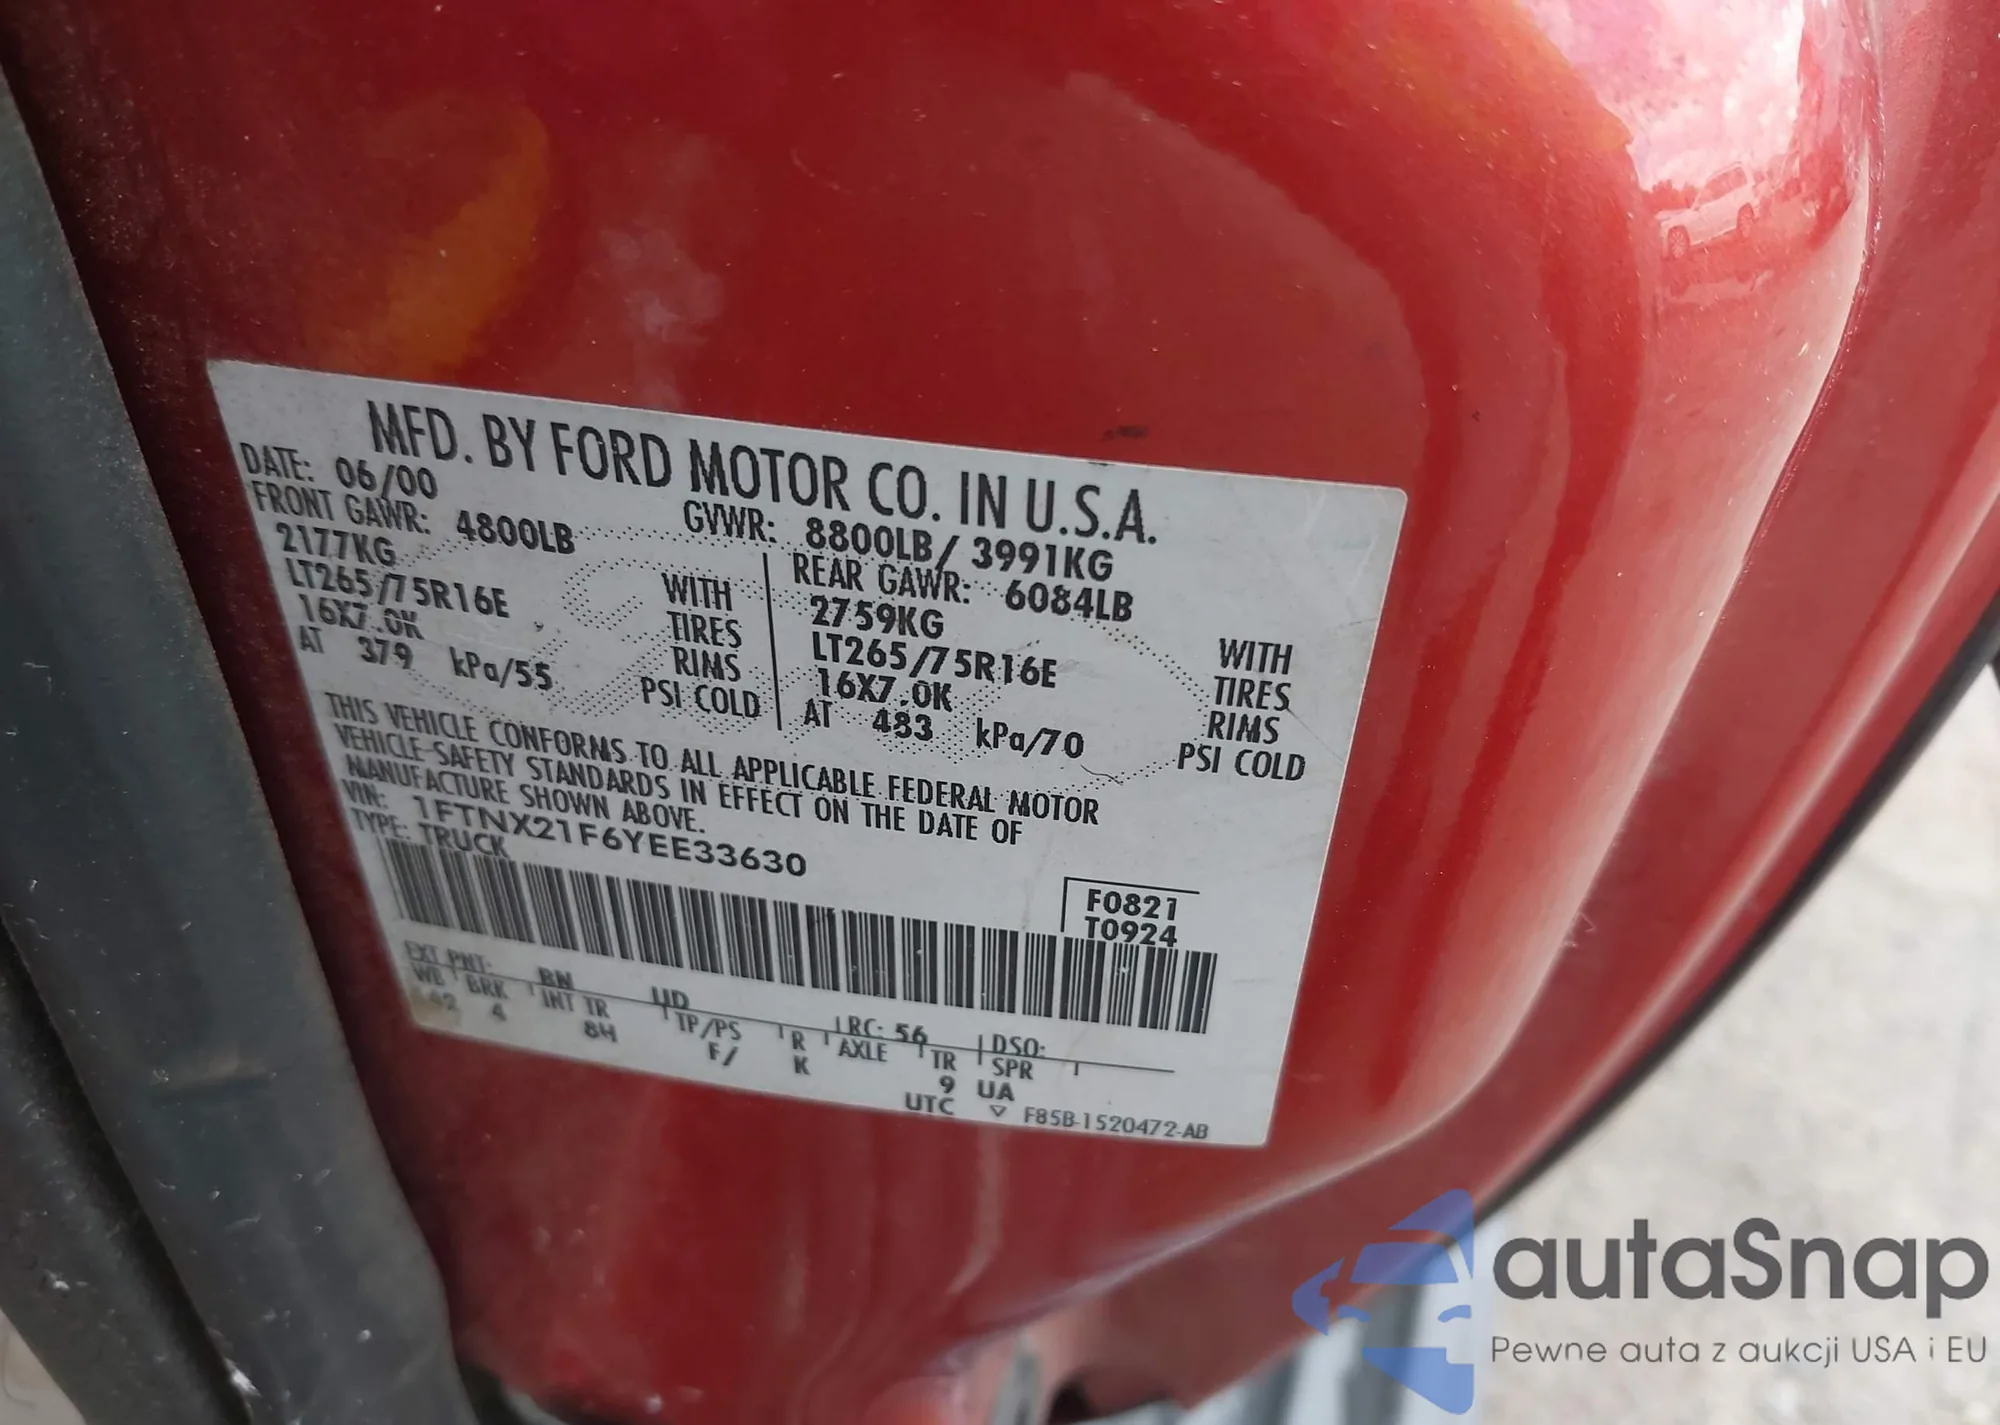 MFD. BY FORD MOTOR CO. IN U.S.A.
DATE: 06/00 GVWR: 8800LB/ 3991KG
FRONT GAWR: 4800LB REAR GAWR: 6084LB
2177KG WITH 2759KG WITH
LT265/75R16E TIRES LT265/75R16E TIRES
16X7.0K RIMS 16X7.0K RIMS
AT 379 kPa/55 PSI COLD AT 483 kPa/70 PSI COLD
THIS VEHICLE CONFORMS TO ALL APPLICABLE FEDERAL MOTOR
VEHICLE SAFETY STANDARDS IN EFFECT ON THE DATE OF
MANUFACTURE SHOWN ABOVE.
VIN: 1FTNX21F6YEE33630
TYPE: TRUCK
F0821
T0924
EXT PNT: BN UD RC: 56 DSO:
WB BRK INT TR TP/PS R AXLE TR SPR
4 8H F/ K 9 UA
UTC ▽ F85B-1520472-AB
autaSnap
Pewne auta z aukcji USA i EU